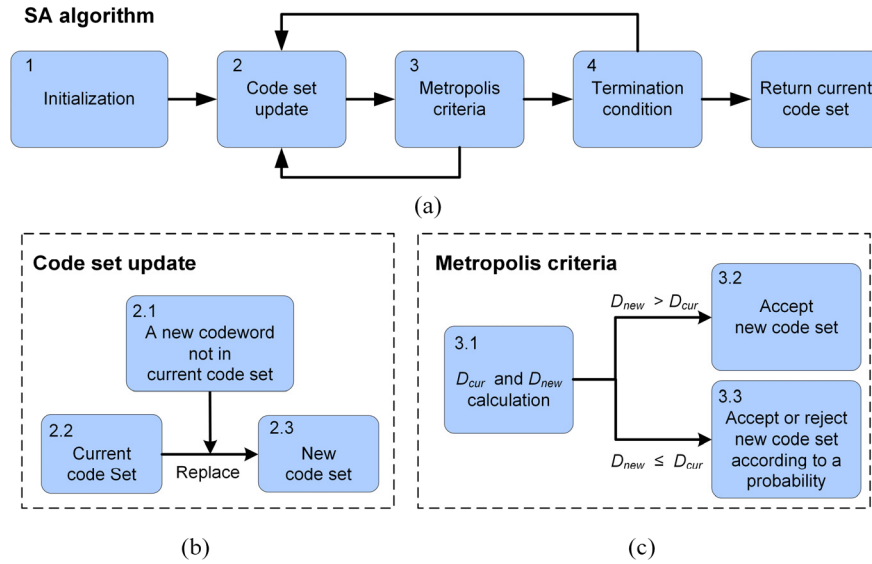 SA algorithm
1
Initialization
2
Code set
update
3
Metropolis
criteria
4
Termination
condition
Return current
code set
(a)
Code set update
2.1
A new codeword
not in
current code set
2.2
Current
code Set
Replace
2.3
New
code set
(b)
Metropolis criteria
3.1
D_cur and D_new
calculation
D_new > D_cur
3.2
Accept
new code set
D_new ≤ D_cur
3.3
Accept or reject
new code set
according to a
probability
(c)